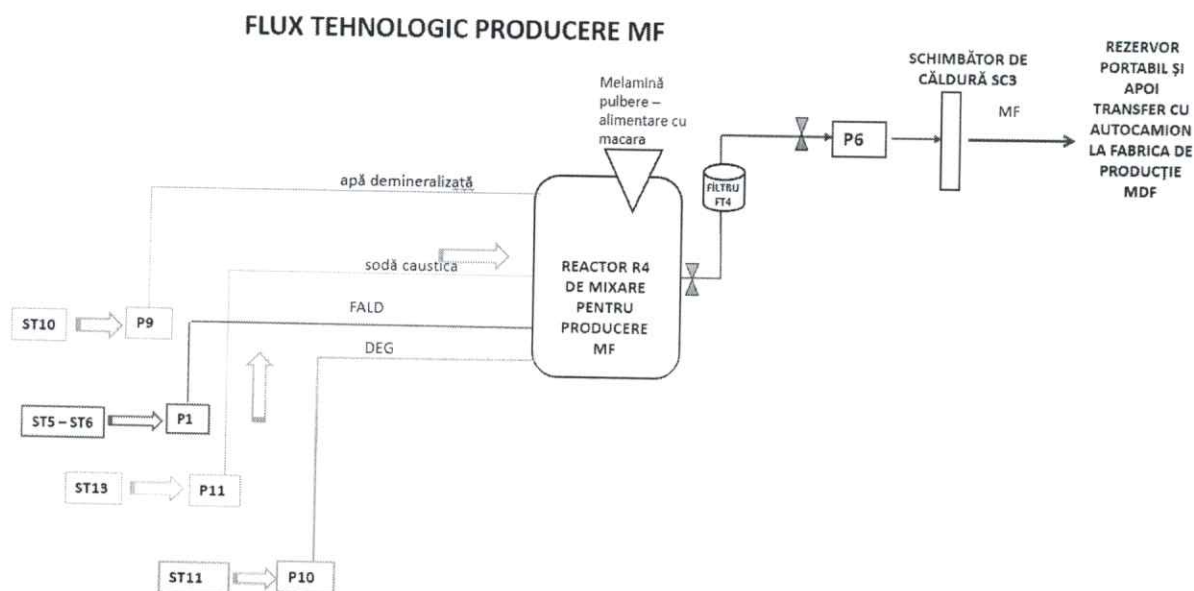 FLUX TEHNOLOGIC PRODUCERE MF
Melamină
pulbere –
alimentare cu
macara
SCHIMBĂTOR DE
CĂLDURĂ SC3
MF
REZERVOR
PORTABIL ȘI
APOI
TRANSFER CU
AUTOCAMION
LA FABRICA DE
PRODUCȚIE
MDF
P6
FILTRU
FT4
apă demineralizată
sodă caustica
FALD
DEG
REACTOR R4
DE MIXARE
PENTRU
PRODUCERE
MF
ST10
P9
ST5 – ST6
P1
ST13
P11
ST11
P10